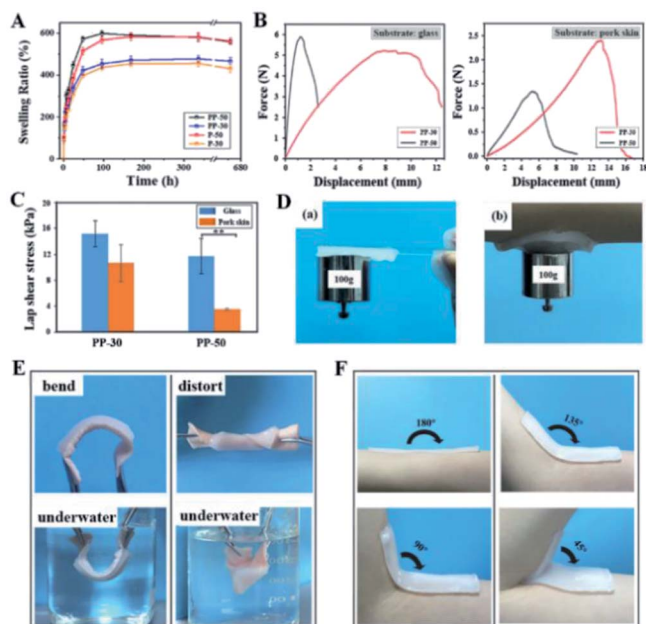 A
Swelling Ratio (%)
600
400
200
0
PP-50
PP-30
P-50
P-30
0
100
200
300
680
Time (h)
B
Substrate: glass
Force (N)
8
6
4
2
0
PP-30
PP-50
0
2
4
6
8
10
12
Displacement (mm)
Substrate: pork skin
Force (N)
2.5
2.0
1.5
1.0
0.5
0.0
PP-30
PP-50
0
2
4
6
8
10
12
14
16
18
Displacement (mm)
C
Lap shear stress (kPa)
20
16
12
8
4
0
Glass
Pork skin
**
PP-30
PP-50
D
(a)
100g
(b)
100g
E
bend
distort
underwater
underwater
F
180°
135°
90°
45°